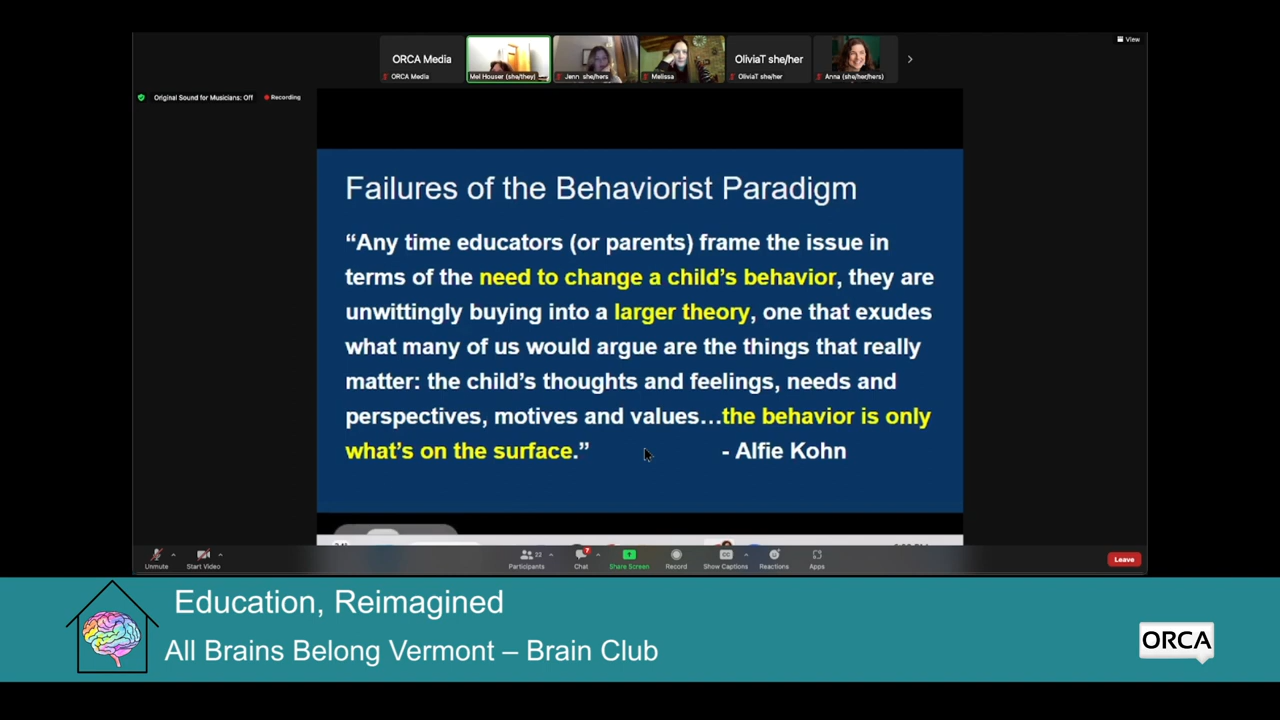 View
ORCA Media
ORCA Media
Mel Houser (she/they)
Jenn she/hers
Melissa
OliviaT she/her
OliviaT she/her
Anna (she/her/hers)
Original Sound for Musicians: Off
Recording
Failures of the Behaviorist Paradigm
“Any time educators (or parents) frame the issue in
terms of the need to change a child’s behavior, they are
unwittingly buying into a larger theory, one that exudes
what many of us would argue are the things that really
matter: the child’s thoughts and feelings, needs and
perspectives, motives and values…the behavior is only
what’s on the surface.” - Alfie Kohn
Unmute
Start Video
22
Participants
7
Chat
Share Screen
Record
CC
Show Captions
Reactions
Apps
Leave
Education, Reimagined
All Brains Belong Vermont – Brain Club
ORCA